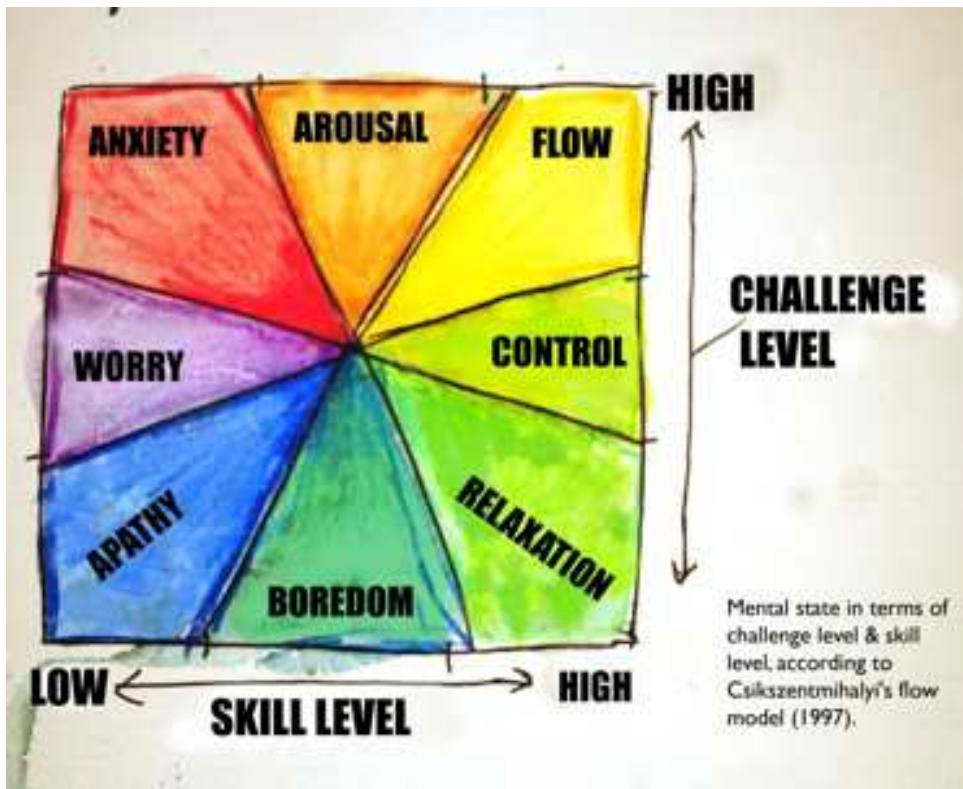 HIGH
ANXIETY
AROUSAL
FLOW
CHALLENGE
LEVEL
WORRY
CONTROL
APATHY
RELAXATION
BOREDOM
Mental state in terms of
challenge level & skill
level, according to
Csikszentmihalyi's flow
model (1997).
LOW
HIGH
SKILL LEVEL